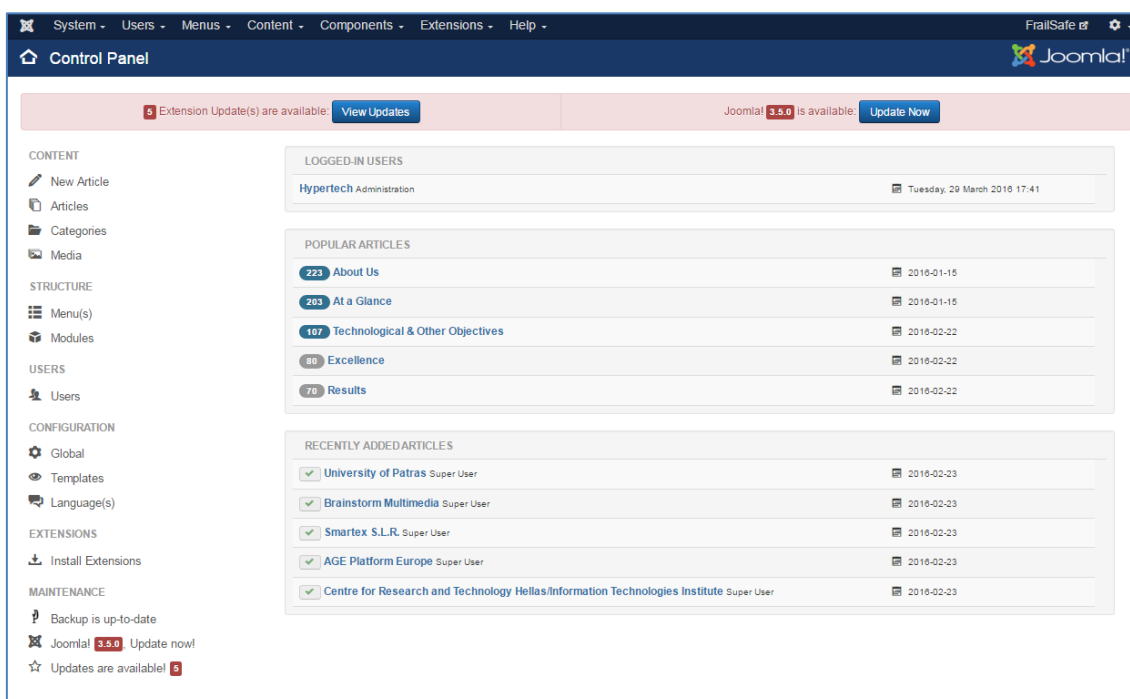 System Users Menus Content Components Extensions Help FrailSafe
Control Panel Joomla!®
5 Extension Update(s) are available: View Updates Joomla! 3.5.0 is available: Update Now
CONTENT
New Article
Articles
Categories
Media
STRUCTURE
Menu(s)
Modules
USERS
Users
CONFIGURATION
Global
Templates
Language(s)
EXTENSIONS
Install Extensions
MAINTENANCE
Backup is up-to-date
Joomla! 3.5.0, Update now!
Updates are available! 5
LOGGED-IN USERS
Hypertech Administration Tuesday, 29 March 2016 17:41
POPULAR ARTICLES
223 About Us 2016-01-15
203 At a Glance 2016-01-15
107 Technological & Other Objectives 2016-02-22
80 Excellence 2016-02-22
70 Results 2016-02-22
RECENTLY ADDED ARTICLES
University of Patras Super User 2016-02-23
Brainstorm Multimedia Super User 2016-02-23
Smartex S.L.R. Super User 2016-02-23
AGE Platform Europe Super User 2016-02-23
Centre for Research and Technology Hellas/Information Technologies Institute Super User 2016-02-23